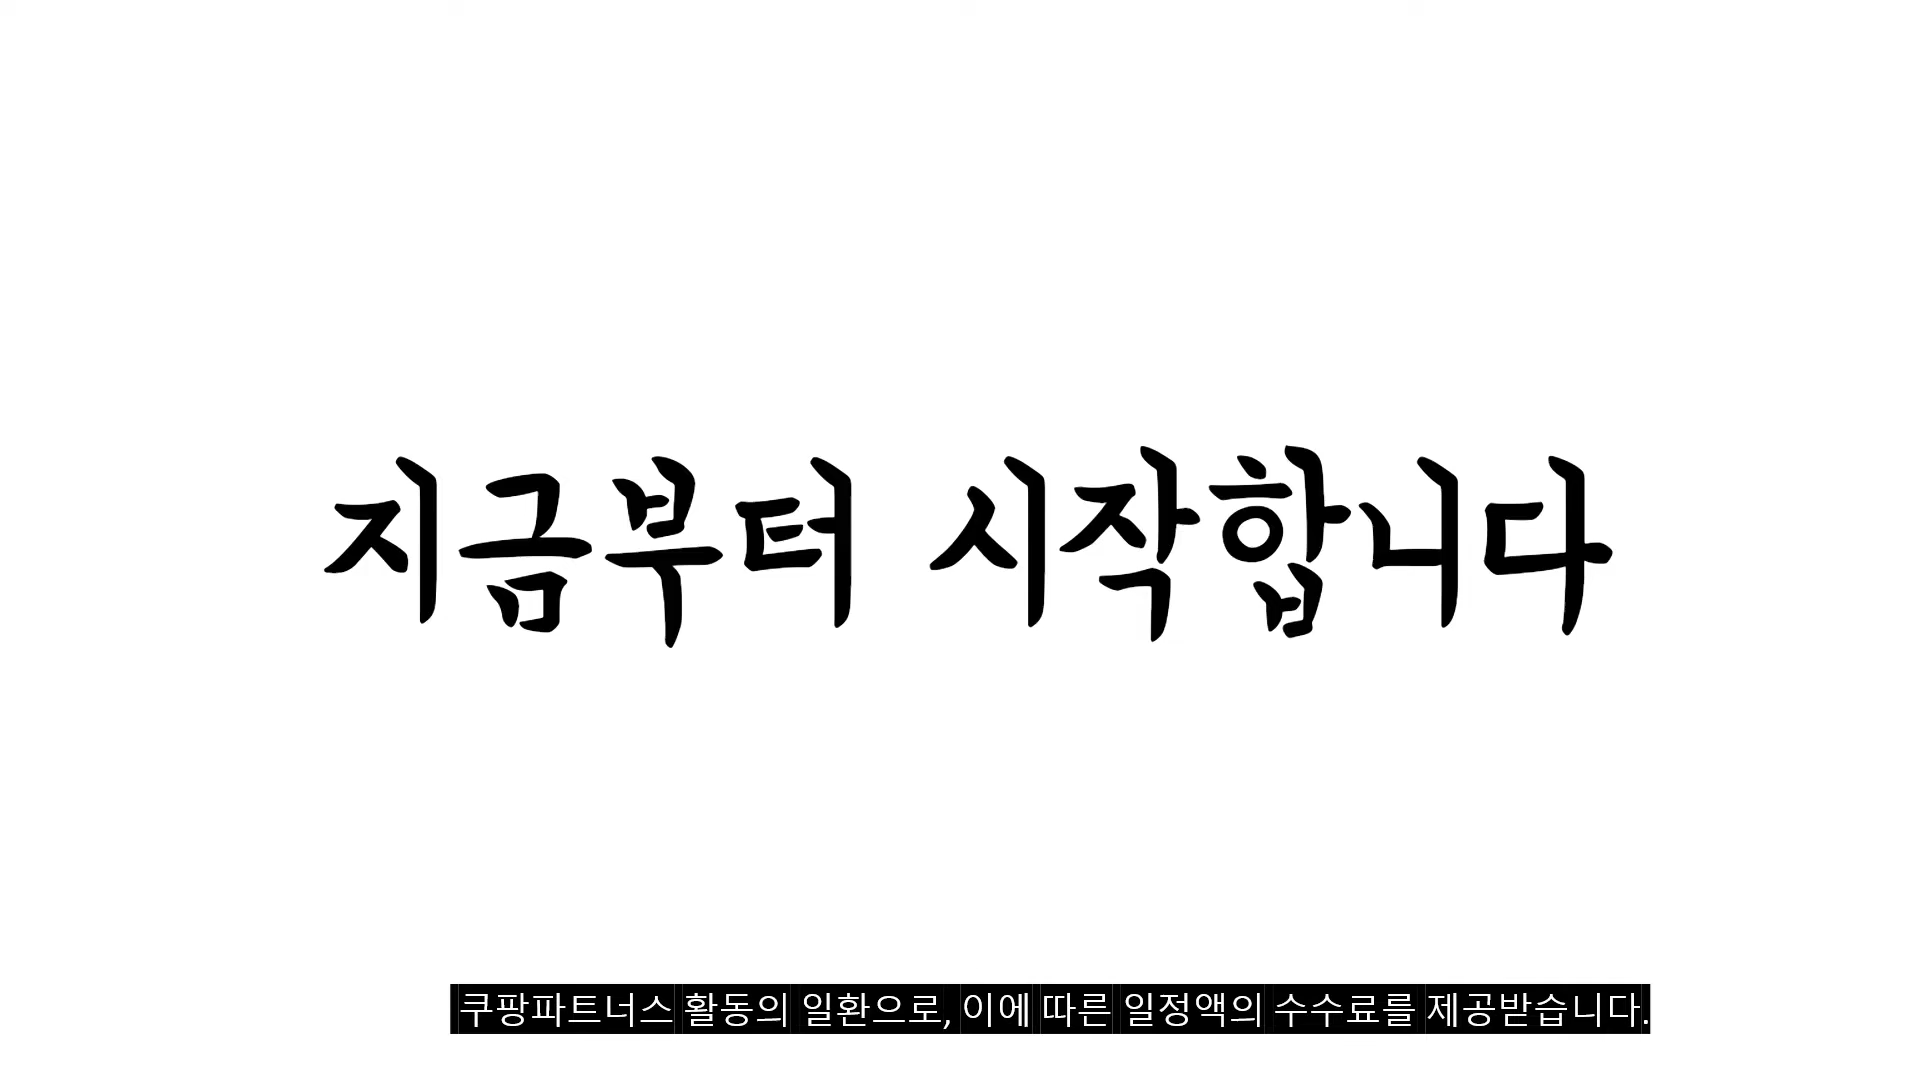 지금부터 시작합니다
쿠팡파트너스 활동의 일환으로, 이에 따른 일정액의 수수료를 제공받습니다.